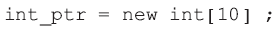 int_ptr = new int[10] ;